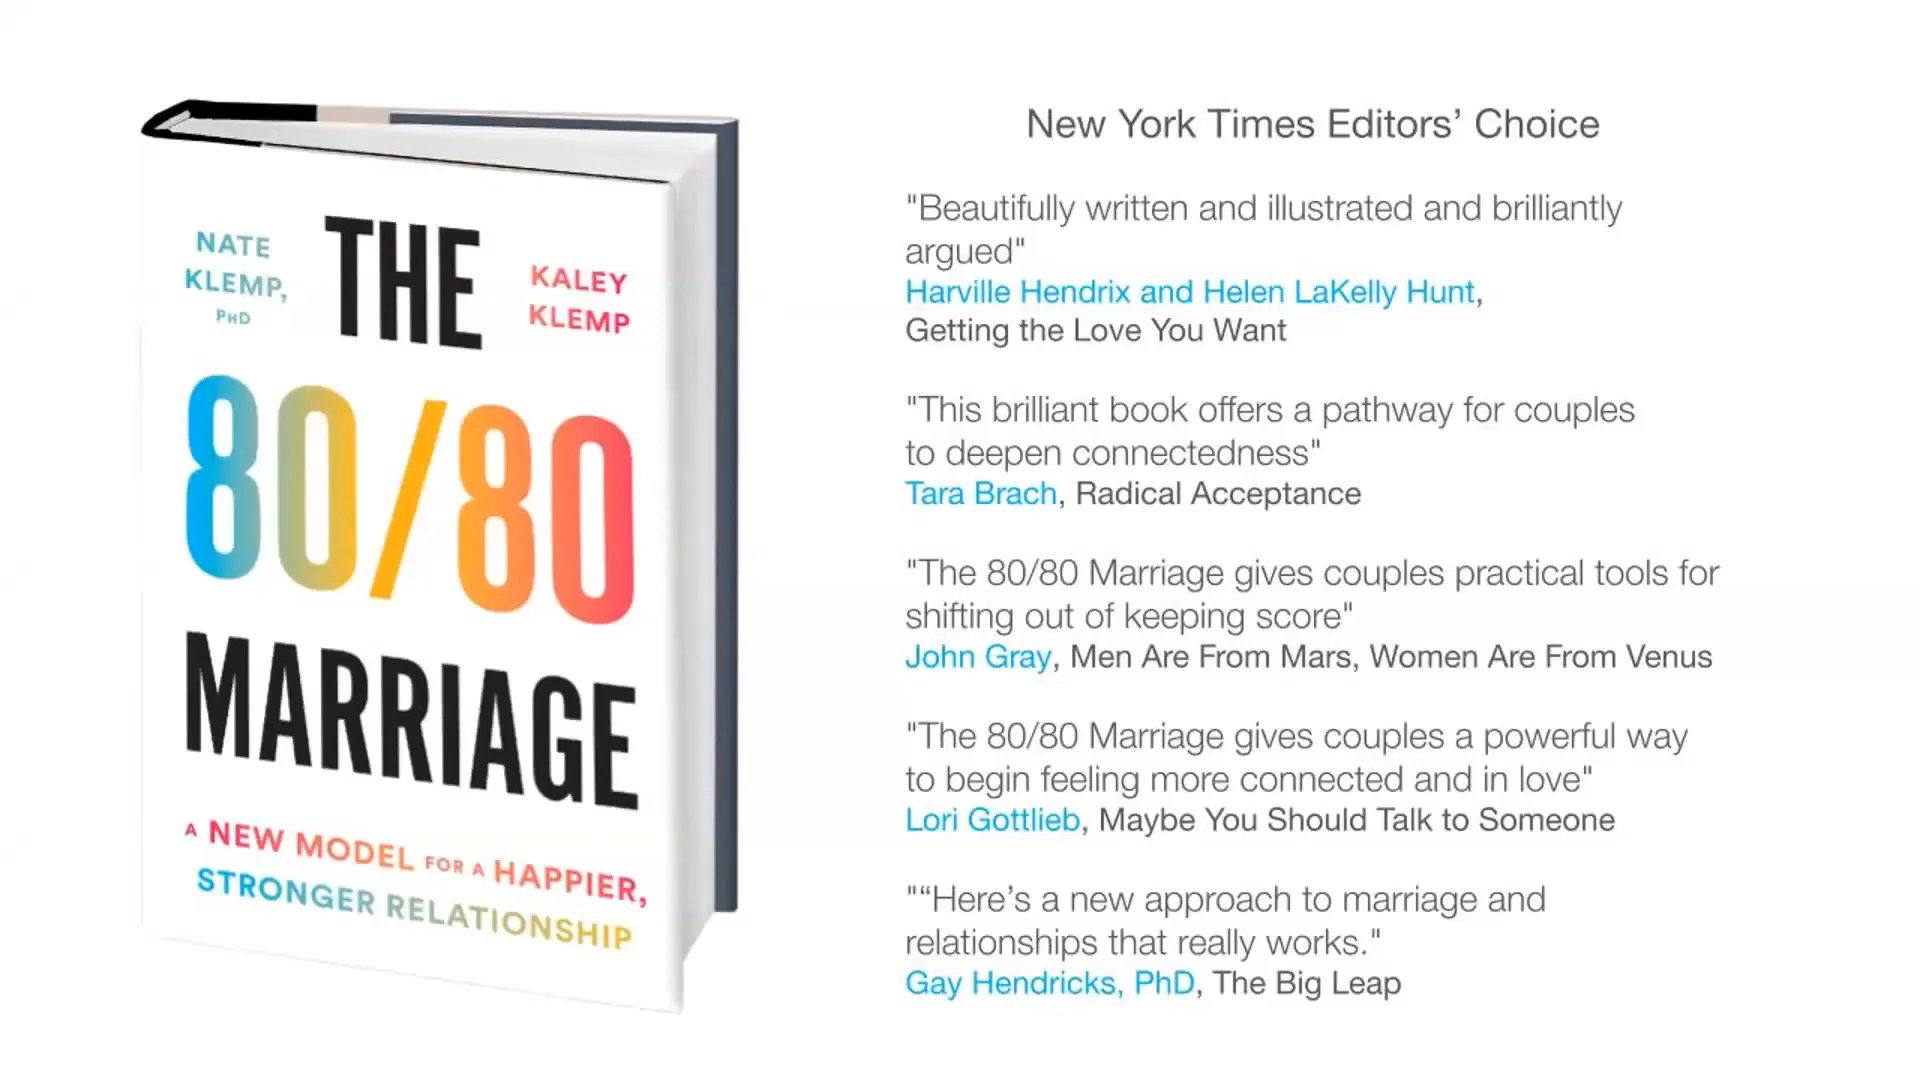 NATE
KLEMP,
PHD
THE
KALEY
KLEMP
80/80
MARRIAGE
A NEW MODEL FOR A HAPPIER,
STRONGER RELATIONSHIP
New York Times Editors’ Choice
"Beautifully written and illustrated and brilliantly
argued"
Harville Hendrix and Helen LaKelly Hunt,
Getting the Love You Want
"This brilliant book offers a pathway for couples
to deepen connectedness"
Tara Brach, Radical Acceptance
"The 80/80 Marriage gives couples practical tools for
shifting out of keeping score"
John Gray, Men Are From Mars, Women Are From Venus
"The 80/80 Marriage gives couples a powerful way
to begin feeling more connected and in love"
Lori Gottlieb, Maybe You Should Talk to Someone
"“Here’s a new approach to marriage and
relationships that really works."
Gay Hendricks, PhD, The Big Leap